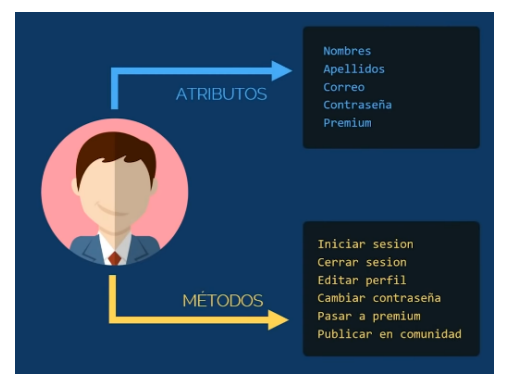 ATRIBUTOS
Nombres
Apellidos
Correo
Contraseña
Premium
MÉTODOS
Iniciar sesion
Cerrar sesion
Editar perfil
Cambiar contraseña
Pasar a premium
Publicar en comunidad